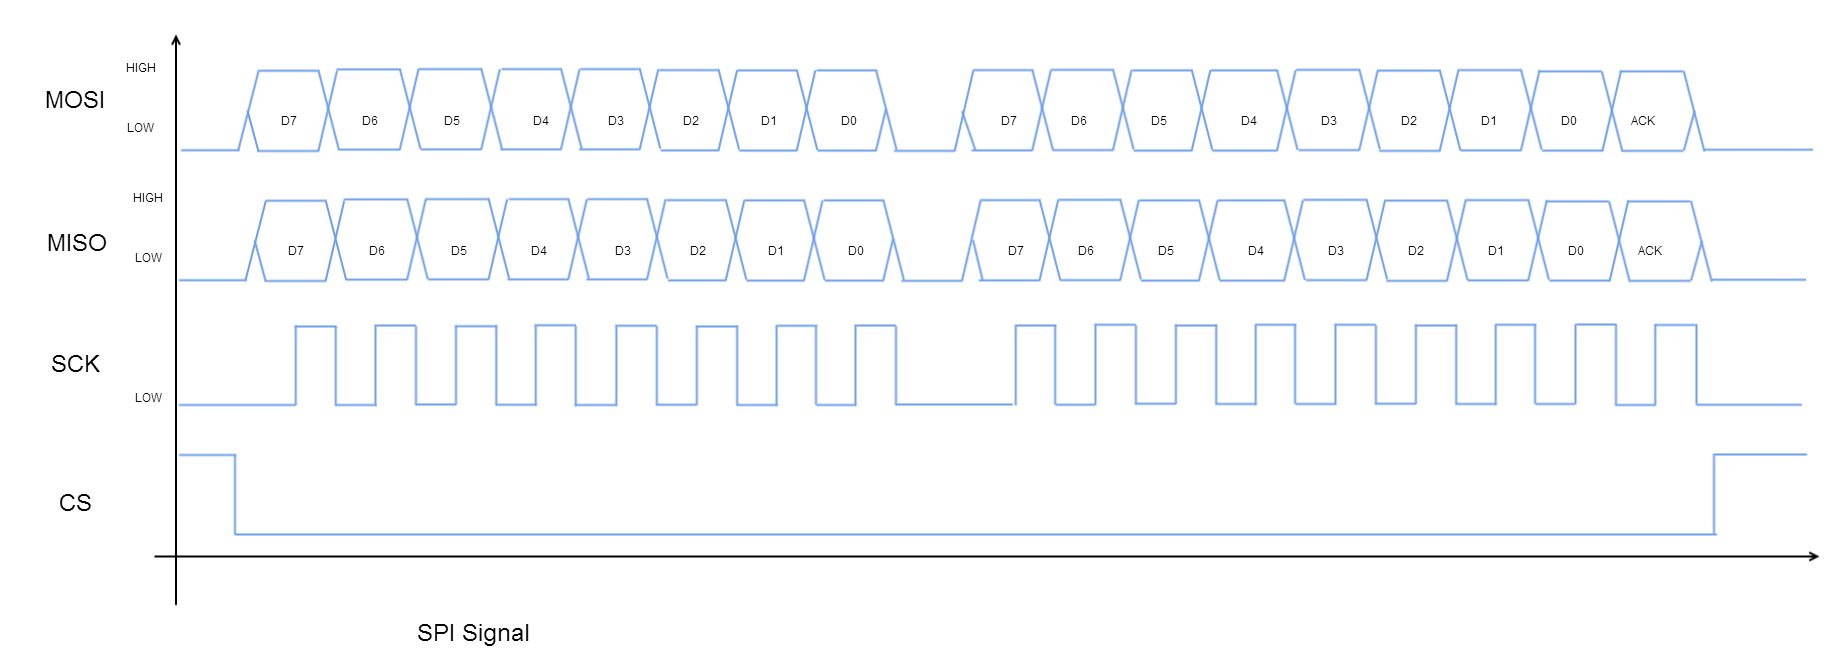 HIGH
MOSI
LOW
D7 D6 D5 D4 D3 D2 D1 D0 D7 D6 D5 D4 D3 D2 D1 D0 ACK
HIGH
MISO
LOW
D7 D6 D5 D4 D3 D2 D1 D0 D7 D6 D5 D4 D3 D2 D1 D0 ACK
SCK
LOW
CS
SPI Signal